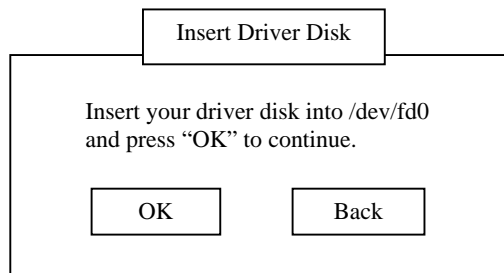 Insert Driver Disk
Insert your driver disk into /dev/fd0
and press “OK” to continue.
OK
Back